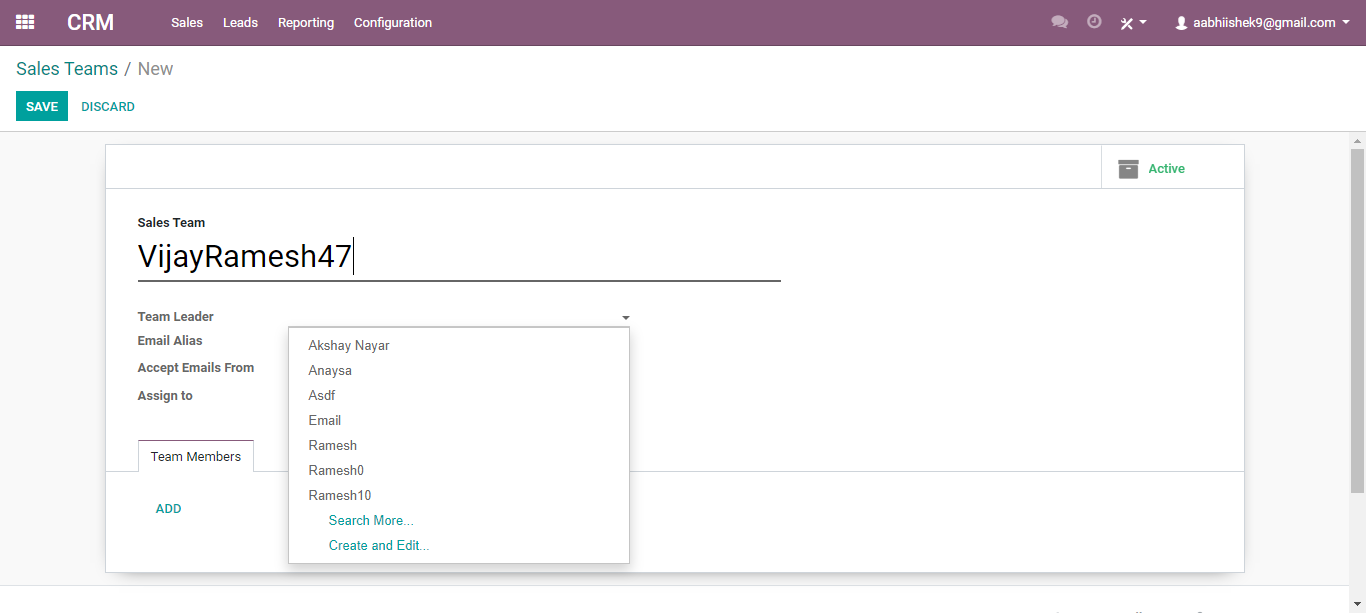 CRM Sales Leads Reporting Configuration aabhiishek9@gmail.com
Sales Teams / New
SAVE DISCARD
Active
Sales Team
VijayRamesh47
Team Leader
Email Alias
Accept Emails From
Assign to
Akshay Nayar
Anaysa
Asdf
Email
Ramesh
Ramesh0
Ramesh10
Search More...
Create and Edit...
Team Members
ADD